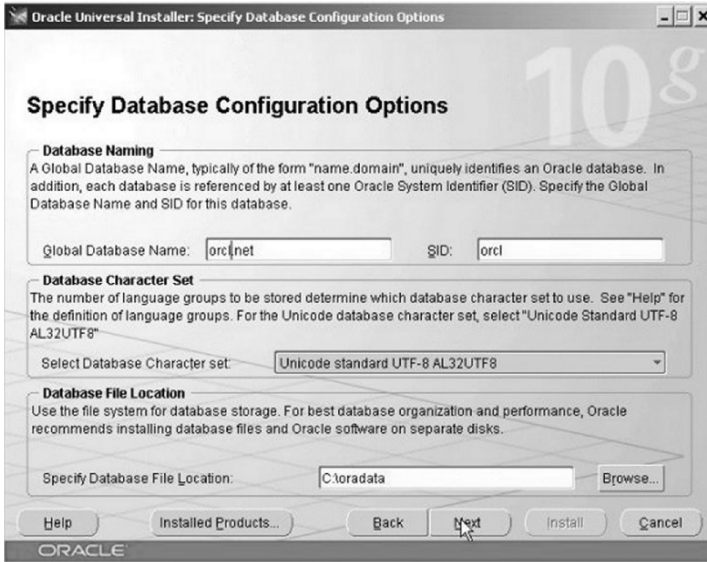 Oracle Universal Installer: Specify Database Configuration Options
10g
Specify Database Configuration Options
Database Naming
A Global Database Name, typically of the form "name.domain", uniquely identifies an Oracle database. In
addition, each database is referenced by at least one Oracle System Identifier (SID). Specify the Global
Database Name and SID for this database.
Global Database Name: orcl.net SID: orcl
Database Character Set
The number of language groups to be stored determine which database character set to use. See "Help" for
the definition of language groups. For the Unicode database character set, select "Unicode Standard UTF-8
AL32UTF8"
Select Database Character set: Unicode standard UTF-8 AL32UTF8
Database File Location
Use the file system for database storage. For best database organization and performance, Oracle
recommends installing database files and Oracle software on separate disks.
Specify Database File Location: C:\oradata Browse...
Help Installed Products... Back Next Install Cancel
ORACLE